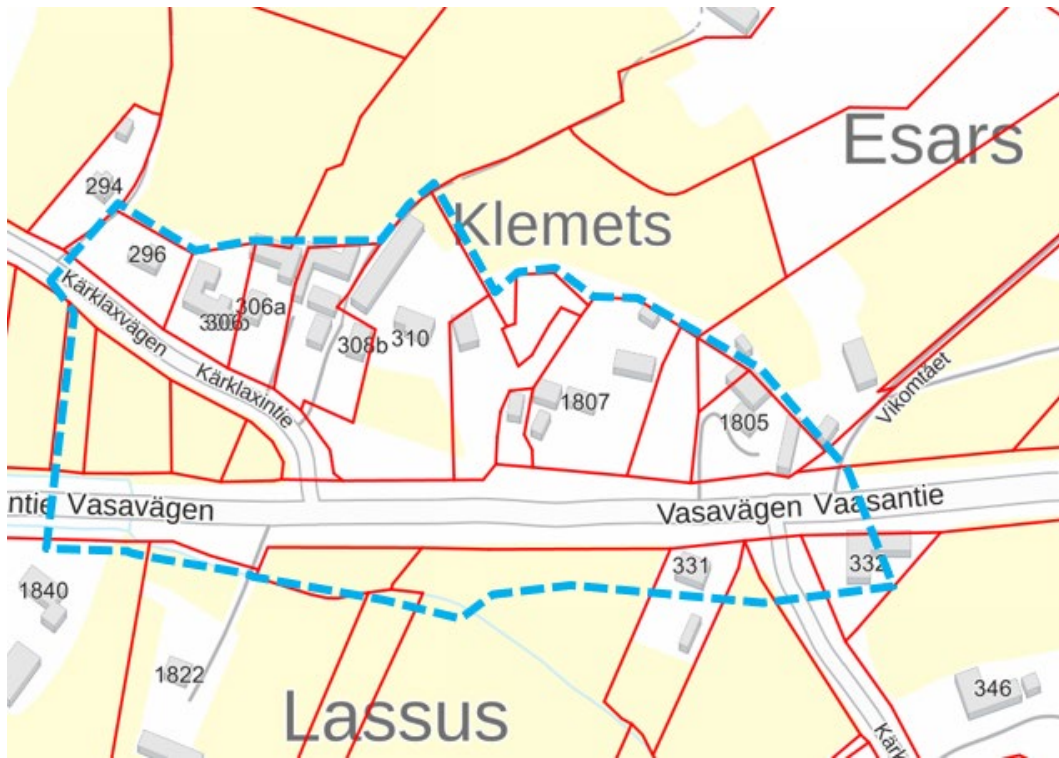 Esars
294
Klemets
296
306a
308b
310
Kärklaxvägen
Kärklaxintie
1807
1805
Vikomtået
ntie Vasavägen
Vasavägen Vaasantie
331
332
1840
1822
Lassus
346